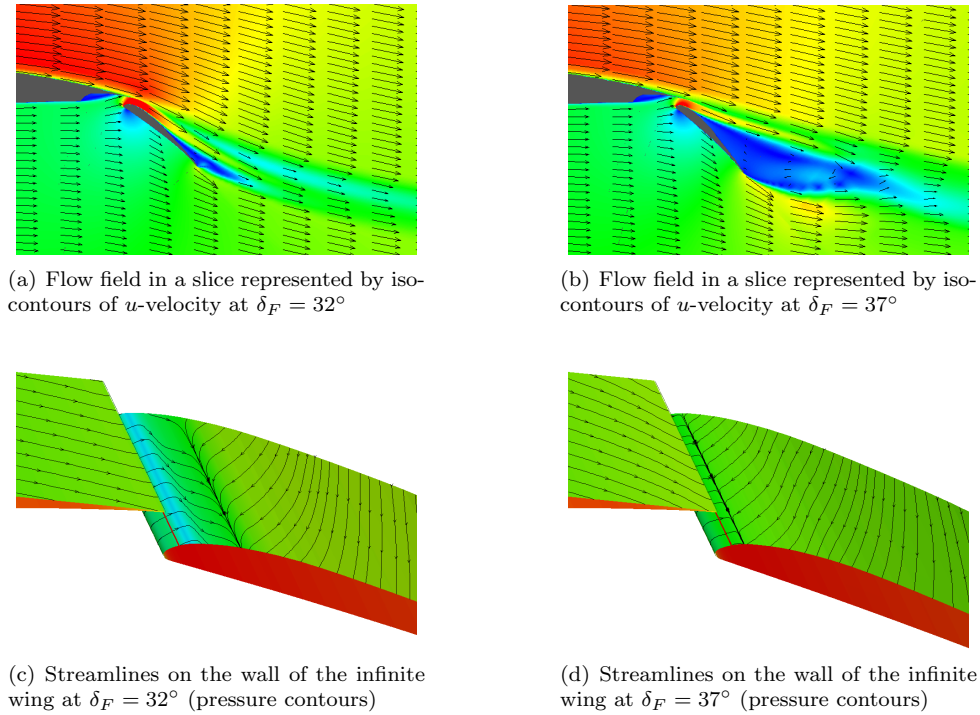 (a) Flow field in a slice represented by iso-
contours of u-velocity at δF = 32°
(b) Flow field in a slice represented by iso-
contours of u-velocity at δF = 37°
(c) Streamlines on the wall of the infinite
wing at δF = 32° (pressure contours)
(d) Streamlines on the wall of the infinite
wing at δF = 37° (pressure contours)